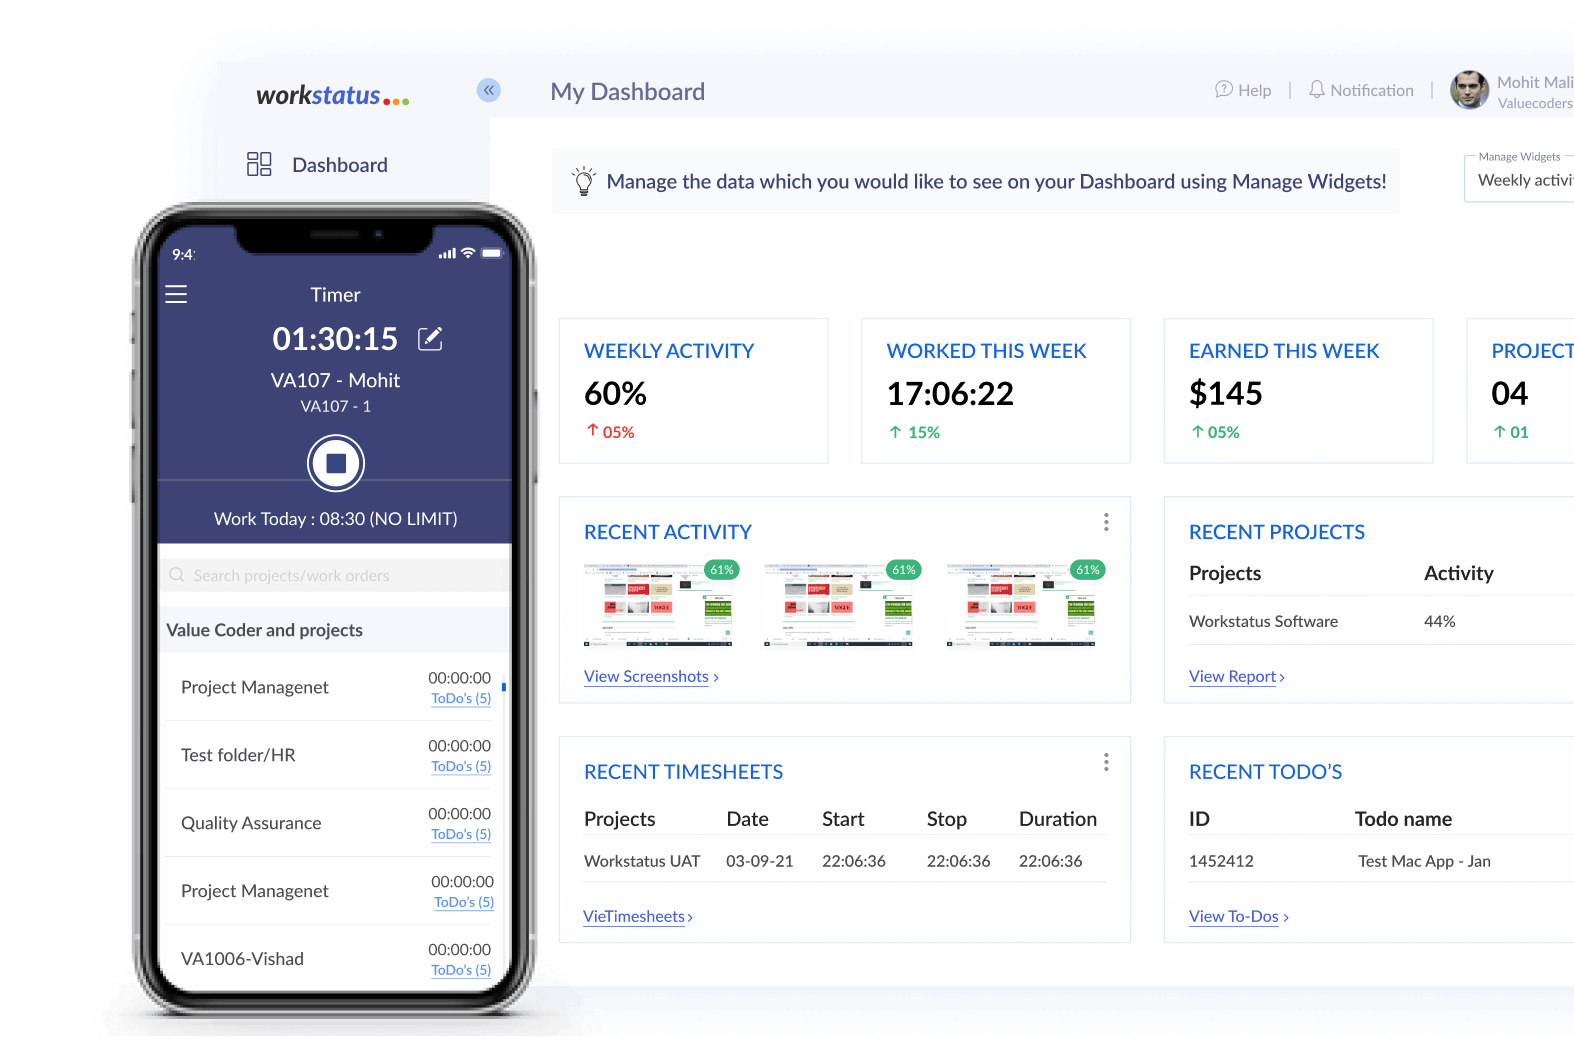 workstatus
My Dashboard
Help | Notification |
Mohit Mali
Valuecoders
Dashboard
Manage the data which you would like to see on your Dashboard using Manage Widgets!
Manage Widgets
Weekly activi
9:4
Timer
01:30:15
VA107 - Mohit
VA107 - 1
Work Today : 08:30 (NO LIMIT)
Search projects/work orders
Value Coder and projects
Project Managenet 00:00:00
ToDo's (5)
Test folder/HR 00:00:00
ToDo's (5)
Quality Assurance 00:00:00
ToDo's (5)
Project Managenet 00:00:00
ToDo's (5)
VA1006-Vishad 00:00:00
ToDo's (5)
WEEKLY ACTIVITY
60%
↑ 05%
WORKED THIS WEEK
17:06:22
↑ 15%
EARNED THIS WEEK
$145
↑ 05%
PROJECT
04
↑ 01
RECENT ACTIVITY
61% 61% 61%
VOGUE VOGUE VOGUE
View Screenshots ›
RECENT PROJECTS
Projects Activity
Workstatus Software 44%
View Report ›
RECENT TIMESHEETS
Projects Date Start Stop Duration
Workstatus UAT 03-09-21 22:06:36 22:06:36 22:06:36
VieTimesheets ›
RECENT TODO'S
ID Todo name
1452412 Test Mac App - Jan
View To-Dos ›